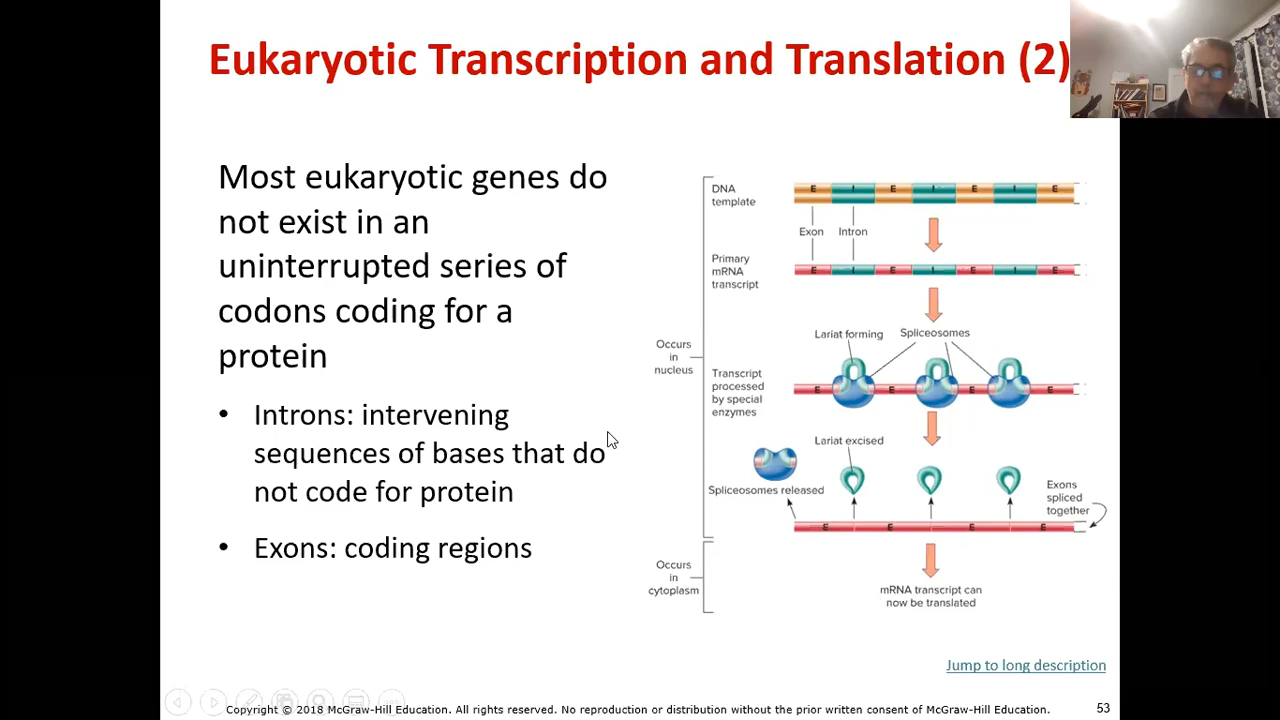 Eukaryotic Transcription and Translation (2)
Most eukaryotic genes do
not exist in an
uninterrupted series of
codons coding for a
protein
• Introns: intervening
sequences of bases that do
not code for protein
• Exons: coding regions
DNA
template
E I E I E I E
Exon Intron
Primary
mRNA
transcript
E I E I E I E
Lariat forming
Spliceosomes
Occurs
in
nucleus
Transcript
processed
by special
enzymes
E E E E
Lariat excised
Spliceosomes released
Exons
spliced
together
E E E E
Occurs
in
cytoplasm
mRNA transcript can
now be translated
Jump to long description
Copyright © 2018 McGraw-Hill Education. All rights reserved. No reproduction or distribution without the prior written consent of McGraw-Hill Education.
53